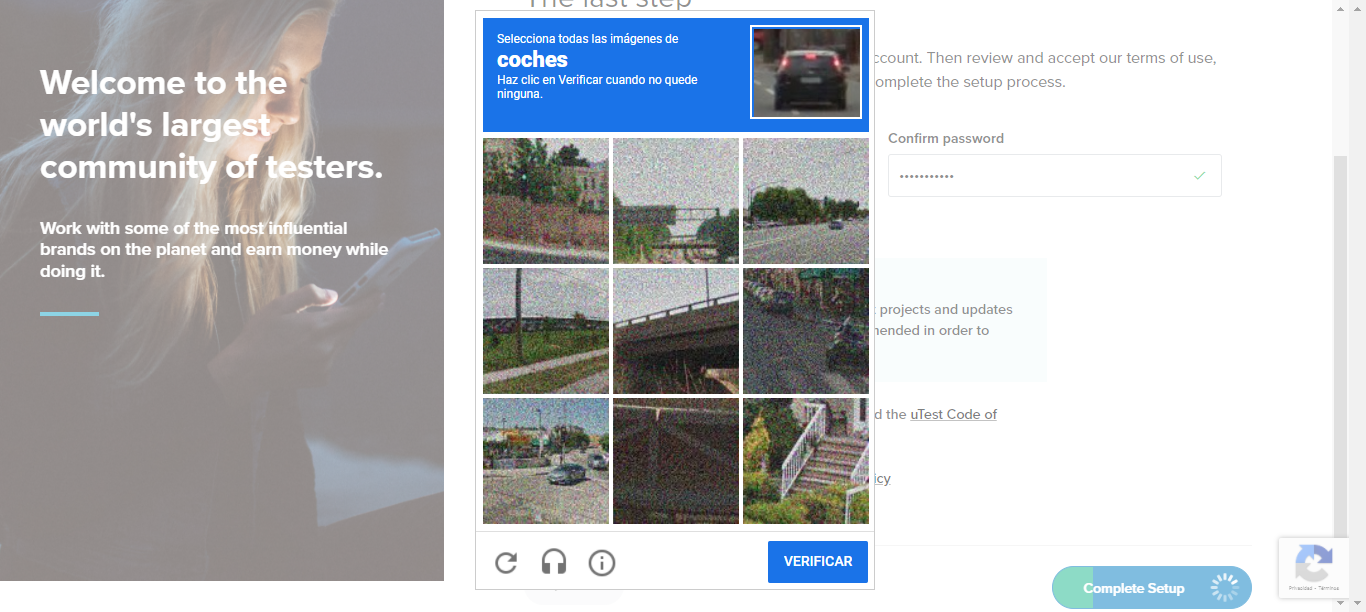 Welcome to the
world's largest
community of testers.
Work with some of the most influential
brands on the planet and earn money while
doing it.
The last step
ccount. Then review and accept our terms of use,
omplete the setup process.
Confirm password
•••••••••••
projects and updates
nended in order to
d the uTest Code of
icy
Selecciona todas las imágenes de
coches
Haz clic en Verificar cuando no quede
ninguna.
VERIFICAR
Complete Setup
Privacidad - Términos